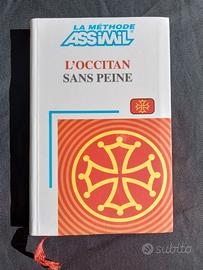 LA MÉTHODE
ASSiMiL
L'OCCITAN
SANS PEINE
subito